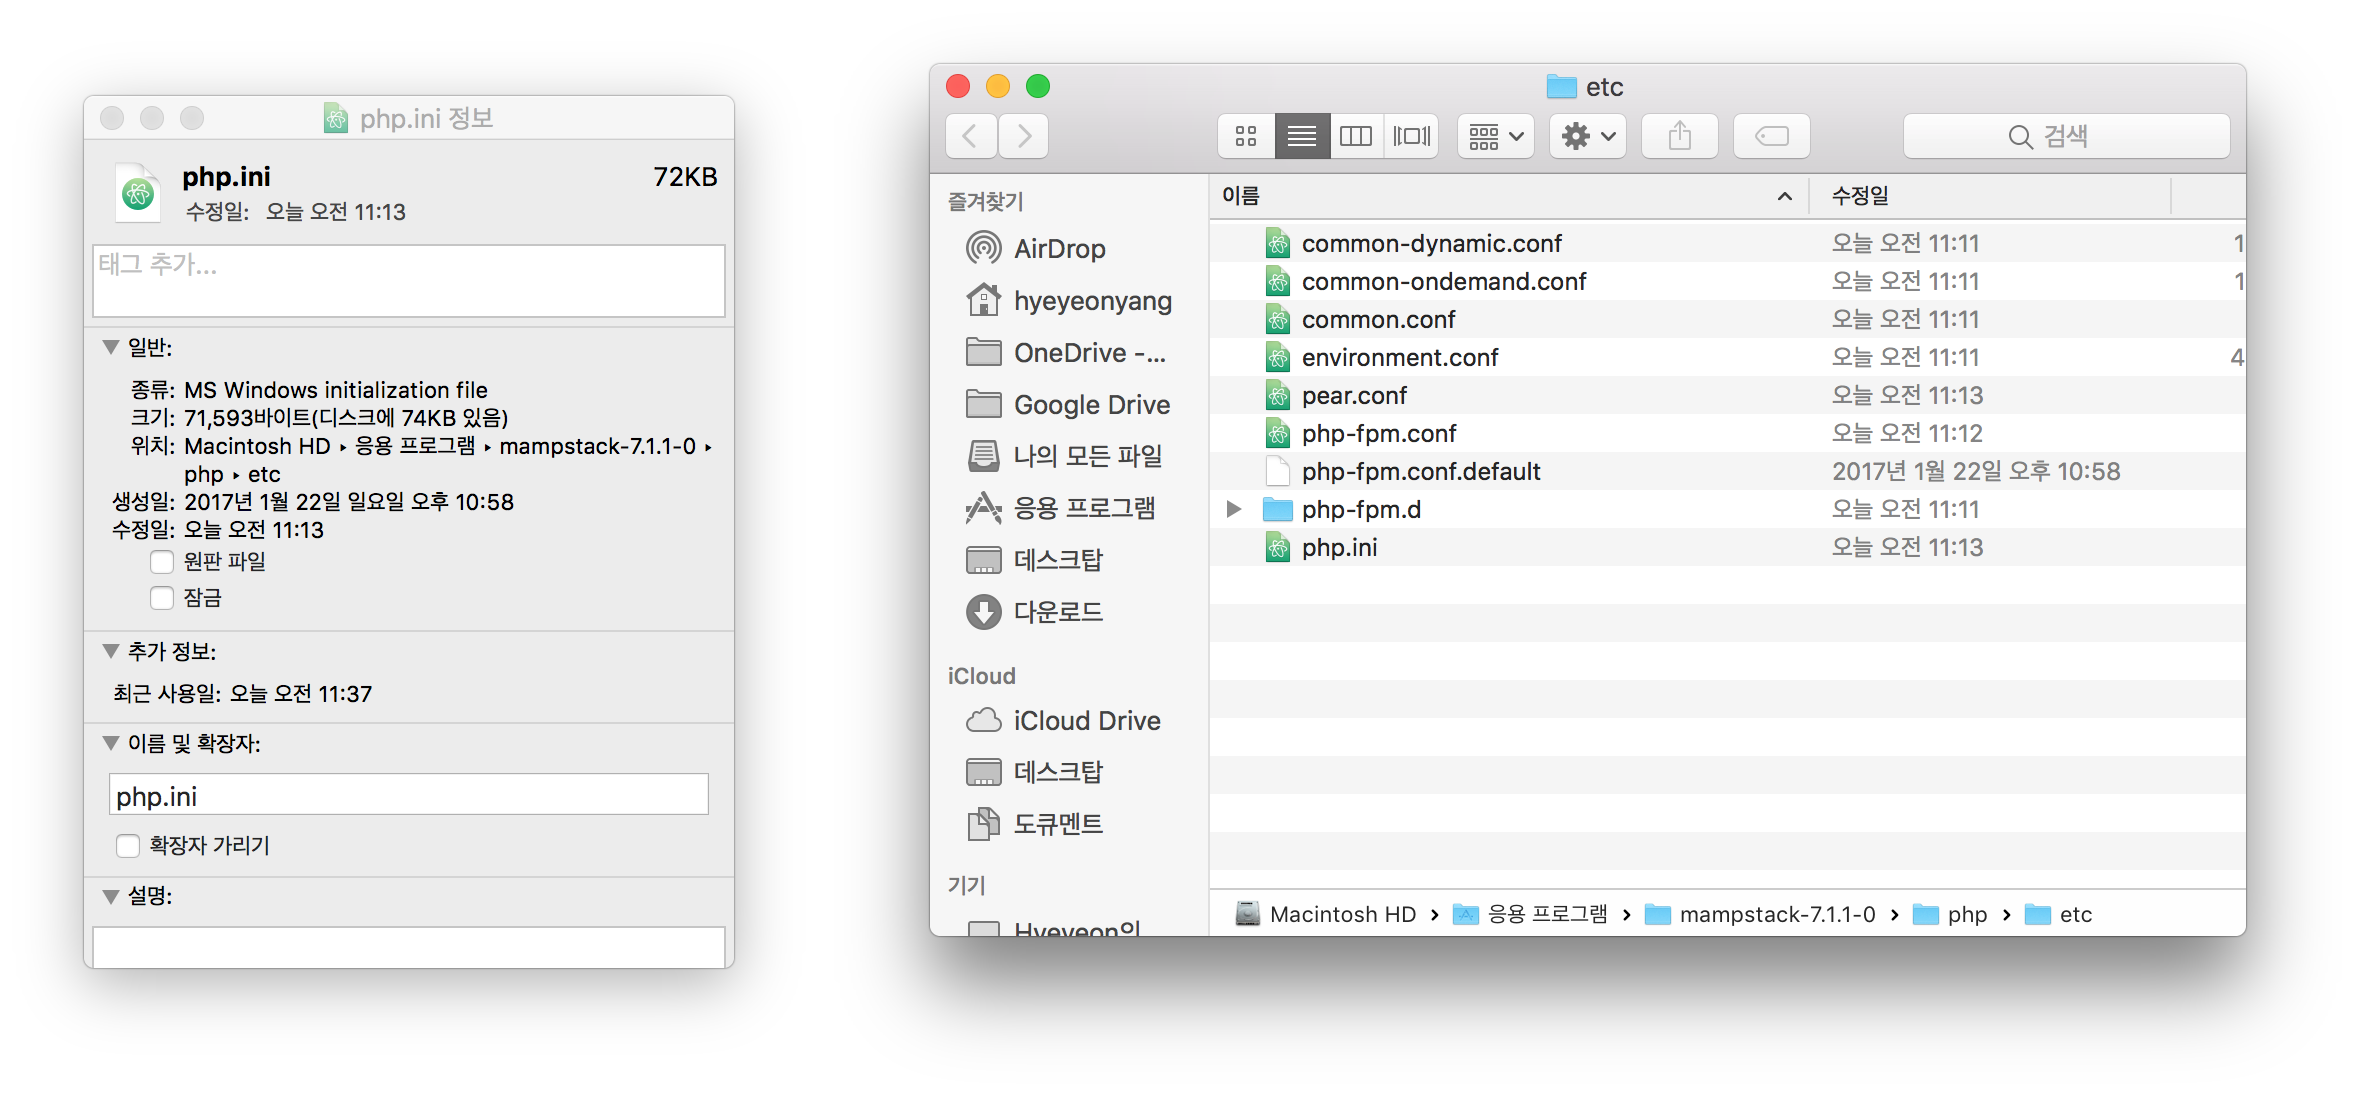 php.ini 정보
php.ini 72KB
수정일: 오늘 오전 11:13
태그 추가...
일반:
종류: MS Windows initialization file
크기: 71,593바이트(디스크에 74KB 있음)
위치: Macintosh HD ‣ 응용 프로그램 ‣ mampstack-7.1.1-0 ‣
php ‣ etc
생성일: 2017년 1월 22일 일요일 오후 10:58
수정일: 오늘 오전 11:13
원판 파일
잠금
추가 정보:
최근 사용일: 오늘 오전 11:37
이름 및 확장자:
php.ini
확장자 가리기
설명:
etc
검색
즐겨찾기
AirDrop
hyeyeonyang
OneDrive -...
Google Drive
나의 모든 파일
응용 프로그램
데스크탑
다운로드
iCloud
iCloud Drive
데스크탑
도큐멘트
기기
Hyeyeon의
이름 수정일
common-dynamic.conf 오늘 오전 11:11 1
common-ondemand.conf 오늘 오전 11:11 1
common.conf 오늘 오전 11:11
environment.conf 오늘 오전 11:11 4
pear.conf 오늘 오전 11:13
php-fpm.conf 오늘 오전 11:12
php-fpm.conf.default 2017년 1월 22일 오후 10:58
php-fpm.d 오늘 오전 11:11
php.ini 오늘 오전 11:13
Macintosh HD › 응용 프로그램 › mampstack-7.1.1-0 › php › etc